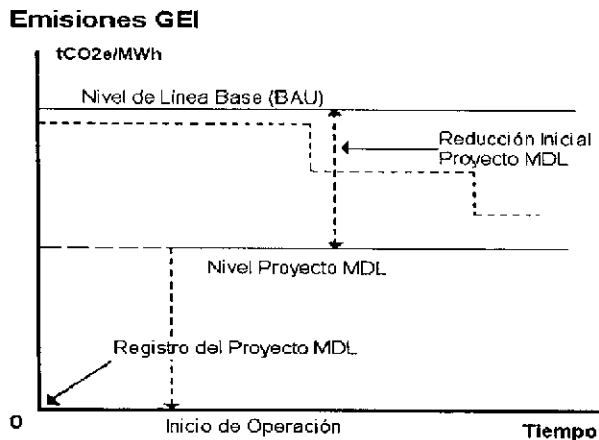 Emisiones GEI
tCO2e/MWh
Nivel de Línea Base (BAU)
Reducción Inicial
Proyecto MDL
Nivel Proyecto MDL
Registro del Proyecto MDL
0
Inicio de Operación
Tiempo